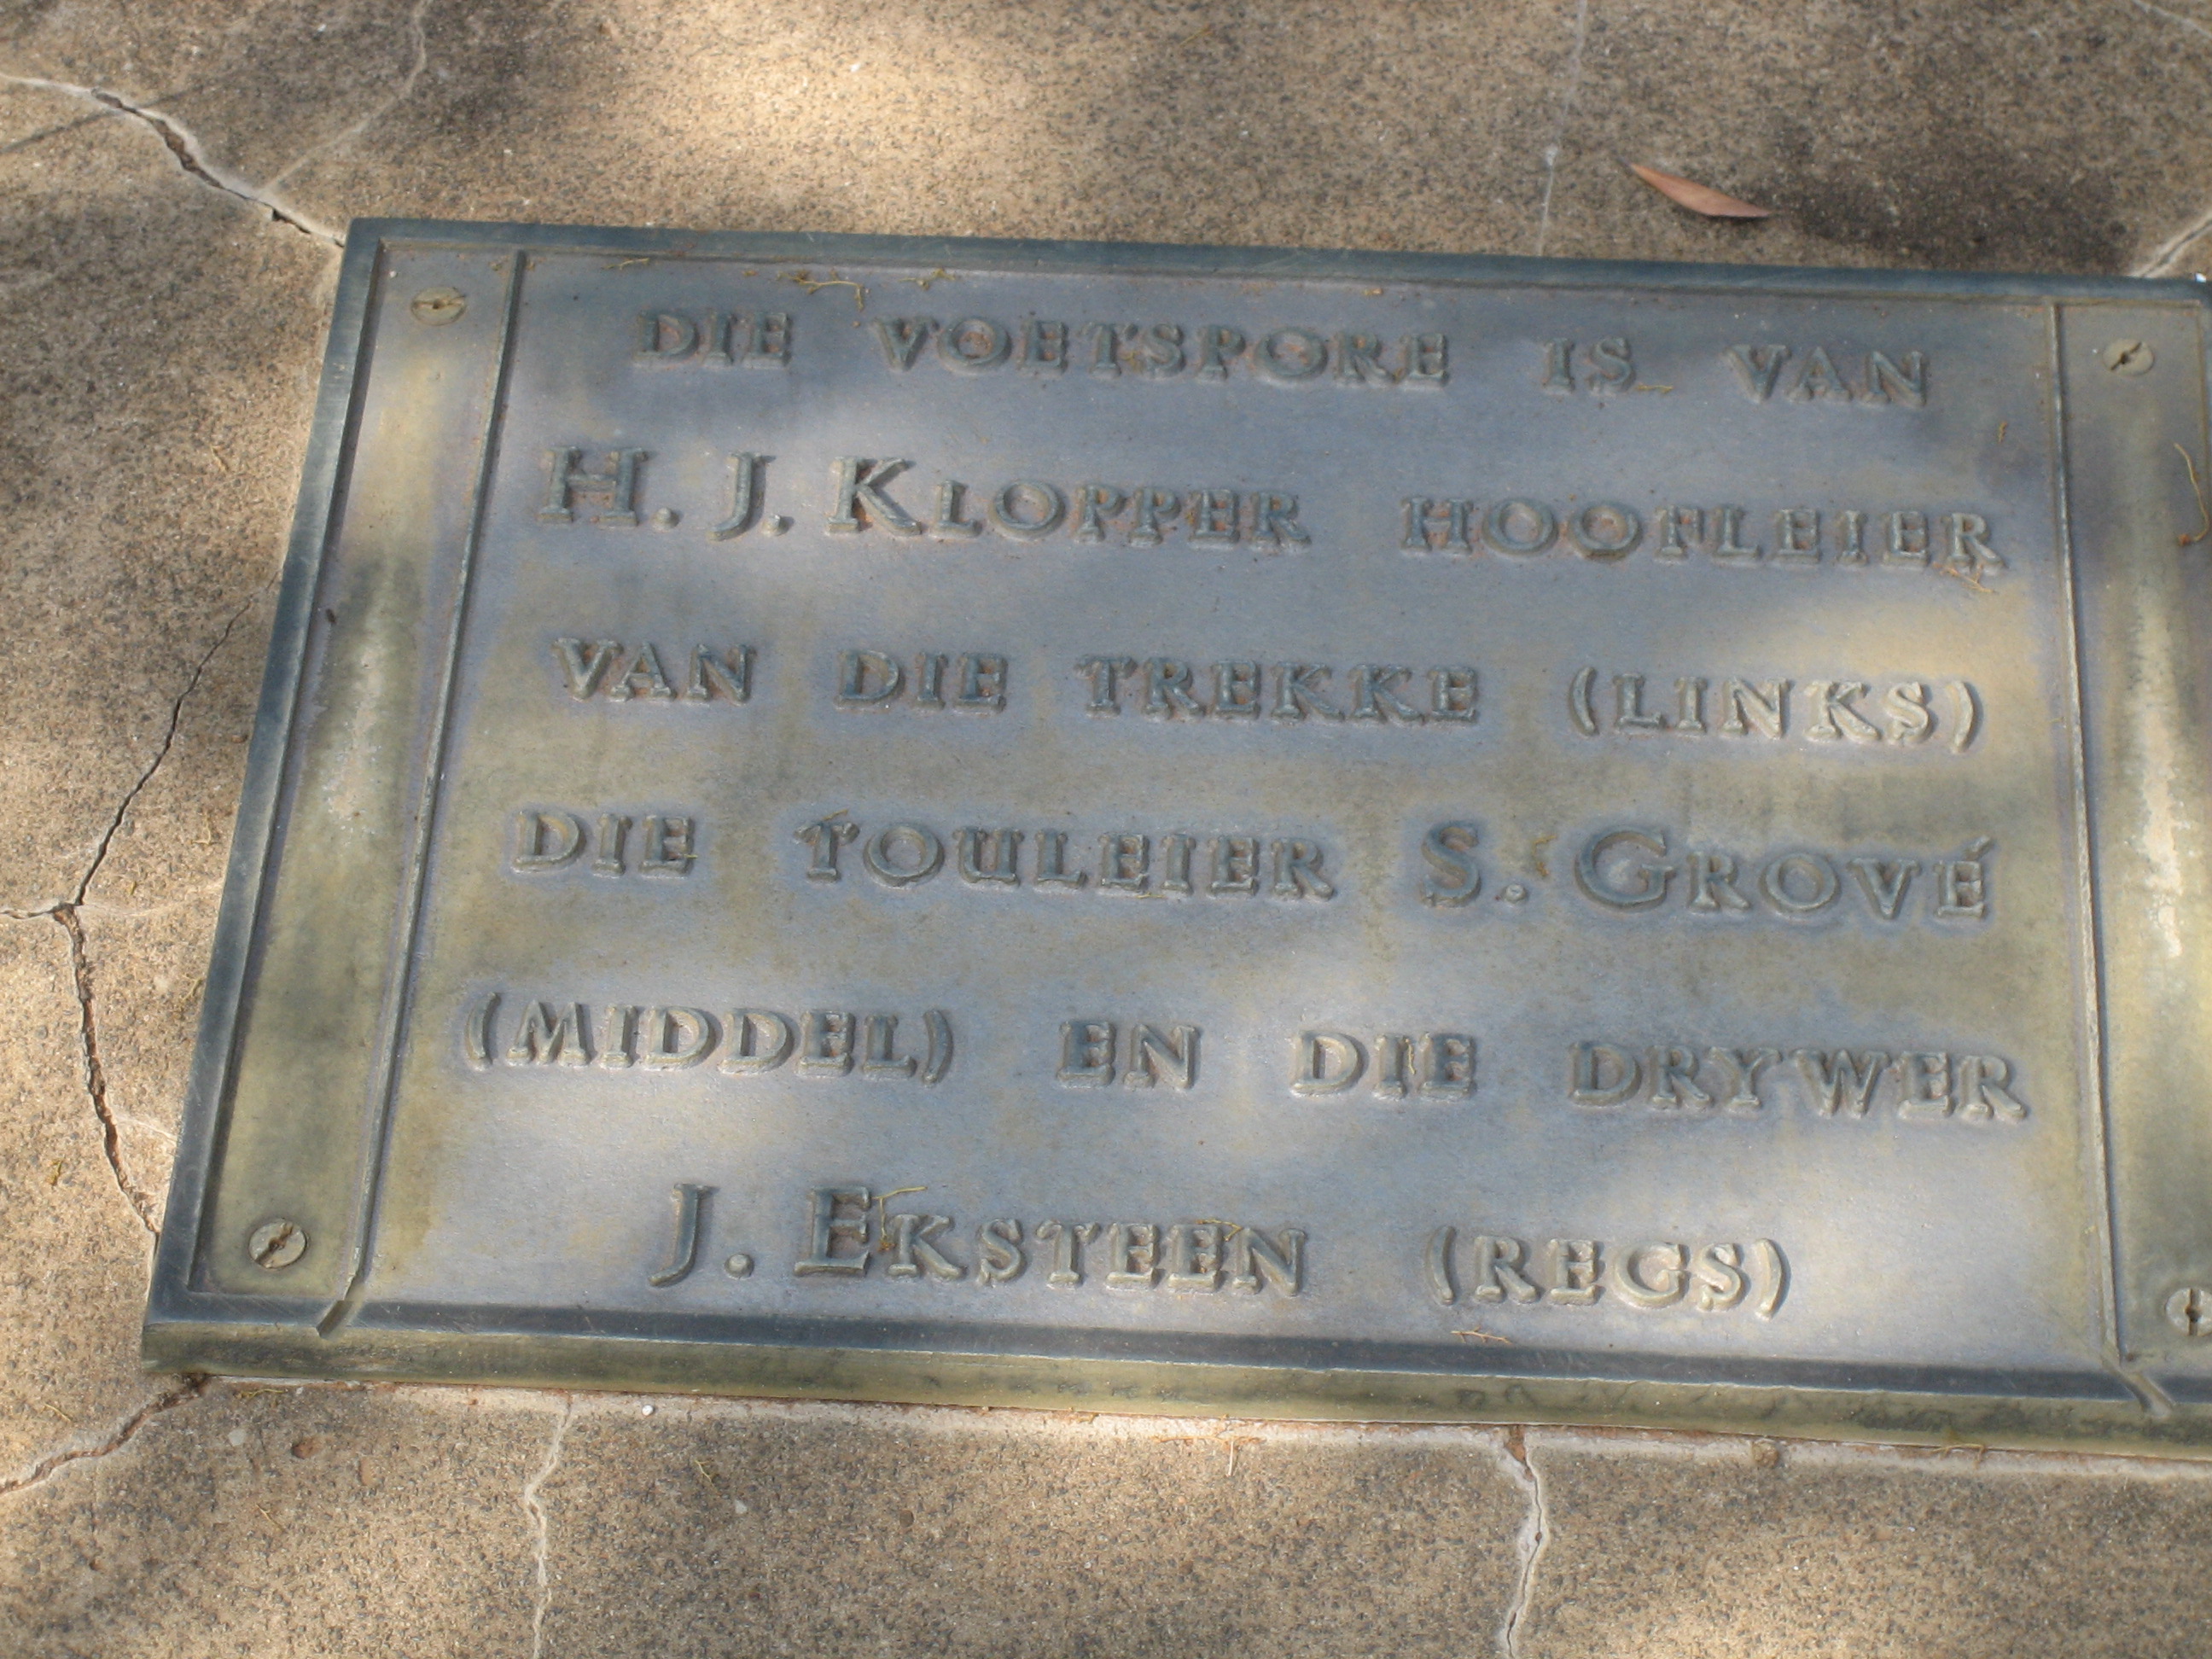 DIE VOETSPORE IS VAN
H. J. KLOPPER HOOFLEIER
VAN DIE TREKKE (LINKS)
DIE TOULEIER S. GROVÉ
(MIDDEL) EN DIE DRYWER
J. EKSTEEN (REGS)